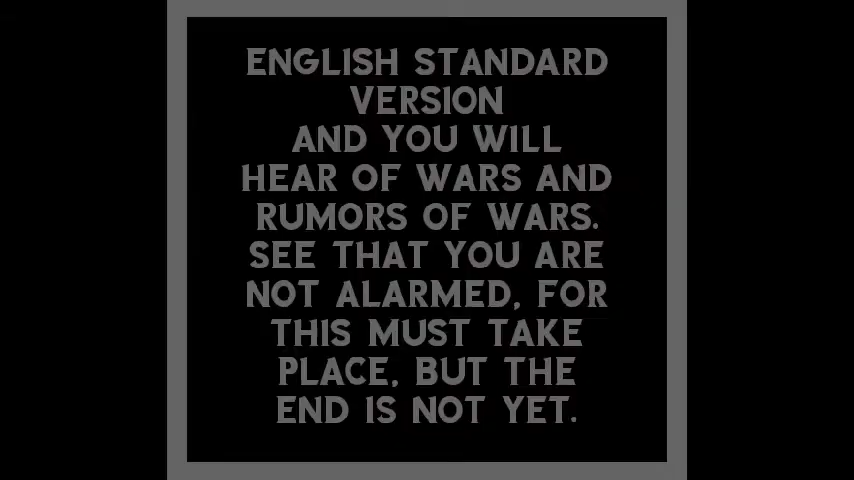 ENGLISH STANDARD
VERSION
AND YOU WILL
HEAR OF WARS AND
RUMORS OF WARS.
SEE THAT YOU ARE
NOT ALARMED, FOR
THIS MUST TAKE
PLACE, BUT THE
END IS NOT YET.